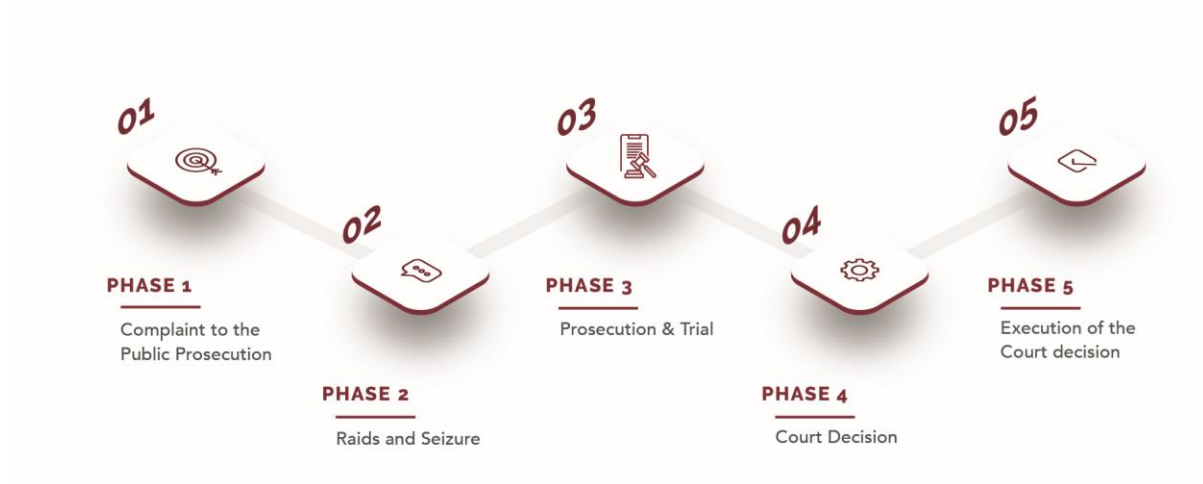 01
PHASE 1
Complaint to the
Public Prosecution
02
PHASE 2
Raids and Seizure
03
PHASE 3
Prosecution & Trial
04
PHASE 4
Court Decision
05
PHASE 5
Execution of the
Court decision